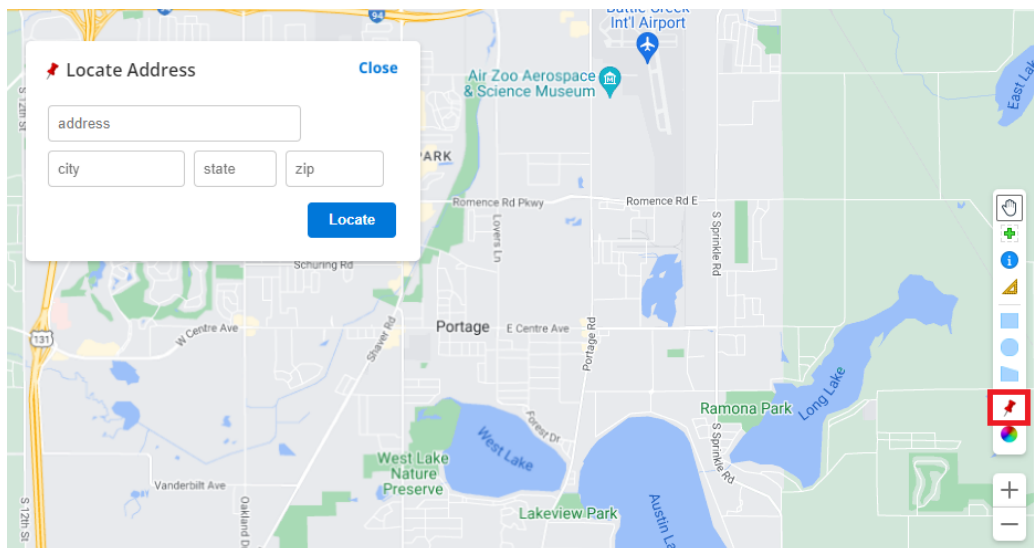 Battle Creek
Int'l Airport
94
Locate Address
Close
address
city
state
zip
Locate
Air Zoo Aerospace
& Science Museum
East Lak
S 12th St
ARK
Romence Rd Pkwy
Romence Rd E
Lovers Ln
S Sprinkle Rd
Schuring Rd
131
W Centre Ave
Shaver Rd
Portage
E Centre Ave
Portage Rd
Long Lake
Ramona Park
Forest Dr
S Sprinkle Rd
West Lake
West Lake
Nature
Preserve
Vanderbilt Ave
S 12th St
Oakland D
Lakeview Park
Austin La